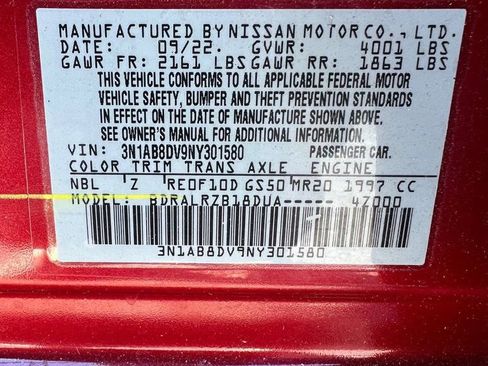 MANUFACTURED BY NISSAN MOTOR CO., LTD.
DATE: 09/22. GVWR: 4001 LBS
GAWR FR: 2161 LBS GAWR RR: 1863 LBS
THIS VEHICLE CONFORMS TO ALL APPLICABLE FEDERAL MOTOR
VEHICLE SAFETY, BUMPER AND THEFT PREVENTION STANDARDS
IN EFFECT ON THE DATE OF MANUFACTURE SHOWN ABOVE.
SEE OWNER'S MANUAL FOR ADDITIONAL INFORMATION.
VIN: 3N1AB8DV9NY301580 PASSENGER CAR.
COLOR TRIM TRANS AXLE ENGINE
NBL Z RE0F10D GS50 MR20 1997 CC
MODEL: BDRALRZB18DUA----- 4Z000
3N1AB8DV9NY301580